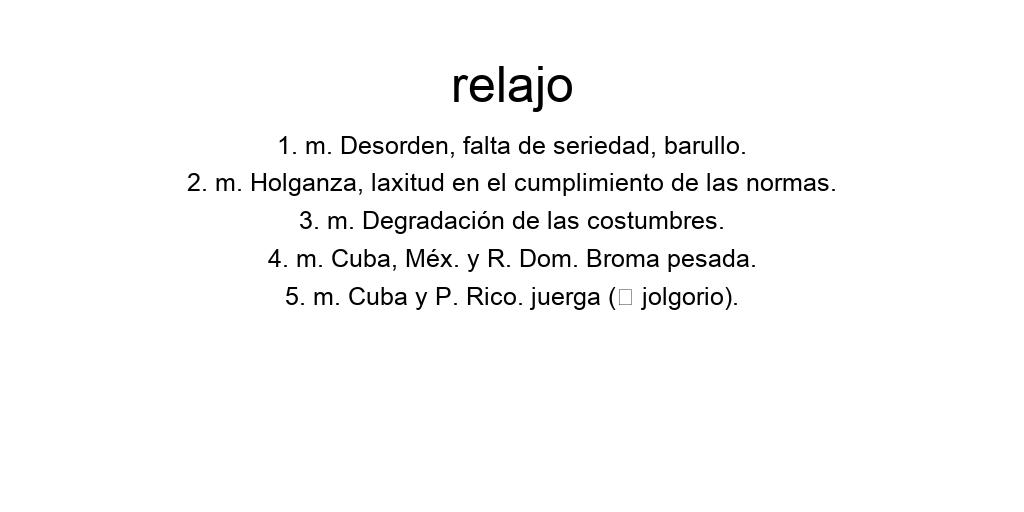 relajo
1. m. Desorden, falta de seriedad, barullo.
2. m. Holganza, laxitud en el cumplimiento de las normas.
3. m. Degradación de las costumbres.
4. m. Cuba, Méx. y R. Dom. Broma pesada.
5. m. Cuba y P. Rico. juerga (□ jolgorio).